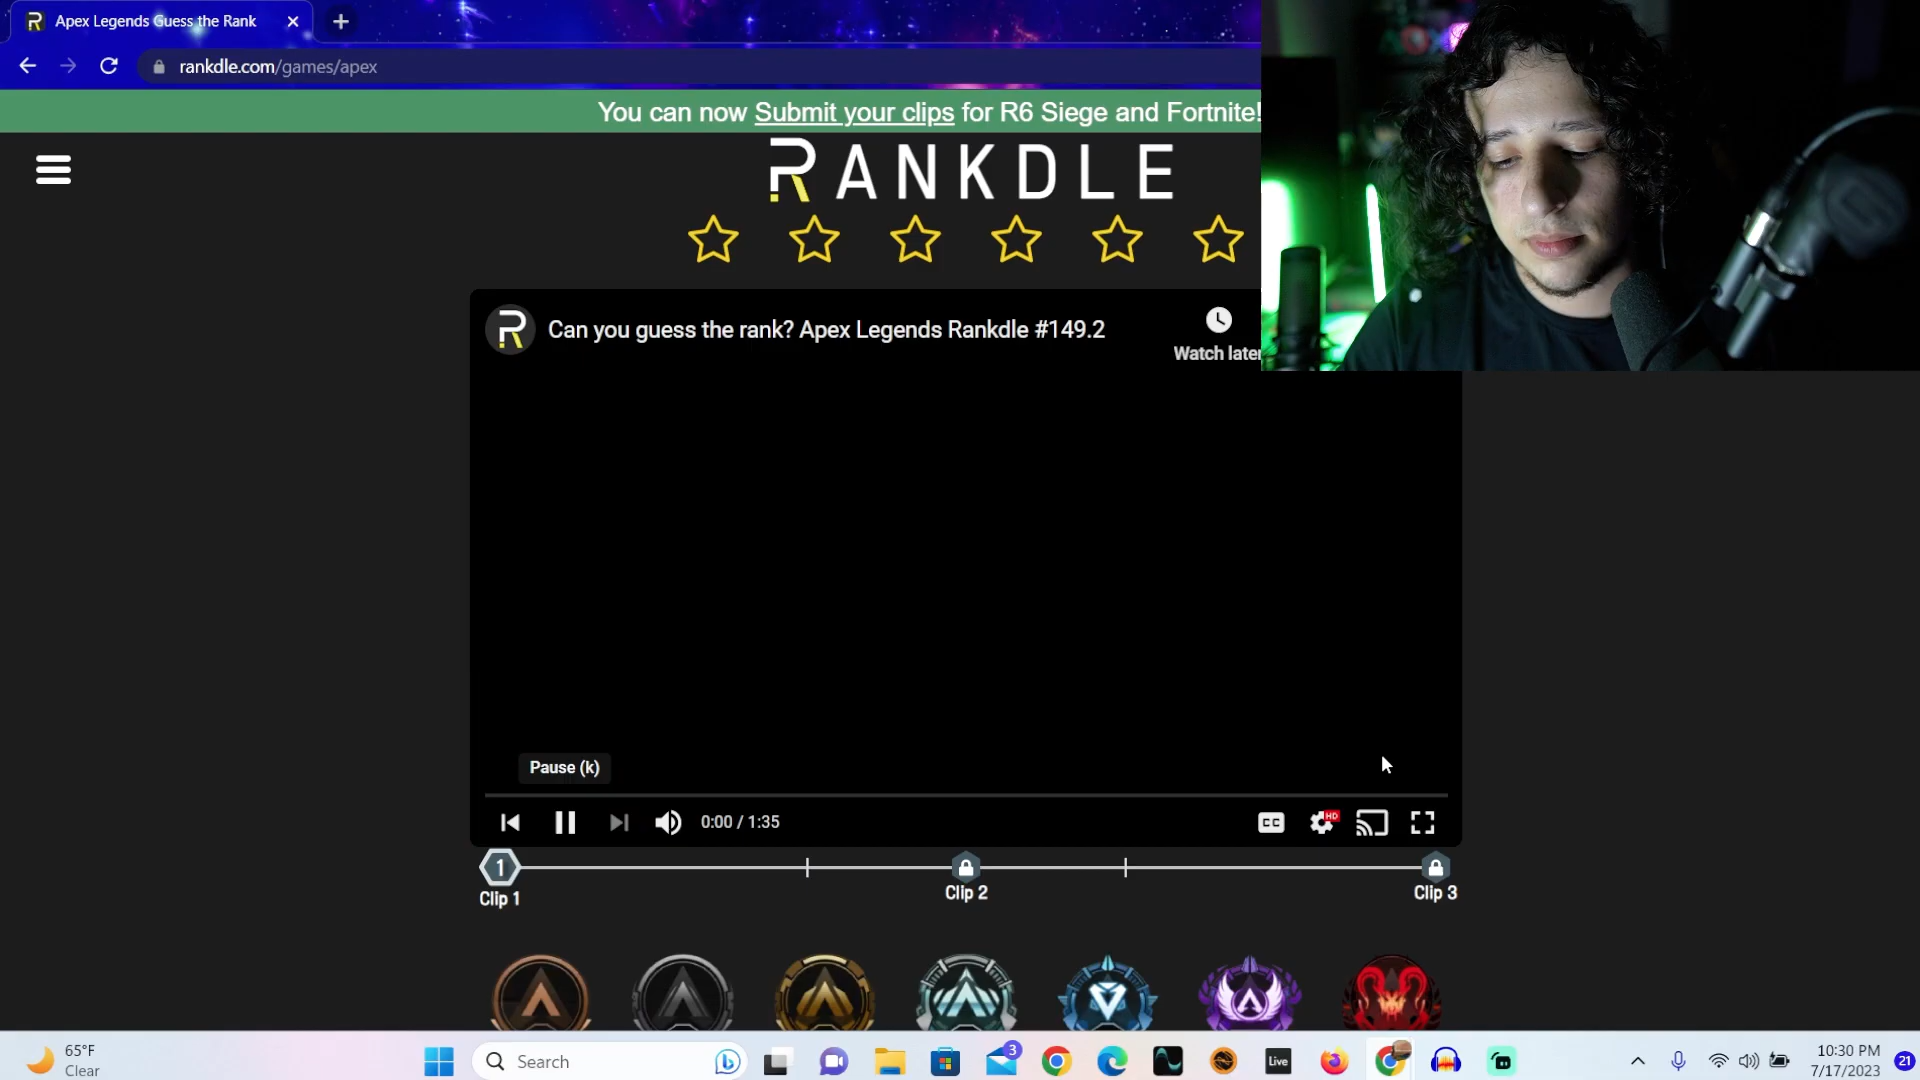 Apex Legends Guess the Rank
rankdle.com/games/apex
You can now Submit your clips for R6 Siege and Fortnite!
RANKDLE
Can you guess the rank? Apex Legends Rankdle #149.2
Watch later
Pause (k)
0:00 / 1:35
CC
HD
1
Clip 1
Clip 2
Clip 3
65°F
Clear
Search
3
Live
10:30 PM
7/17/2023
21